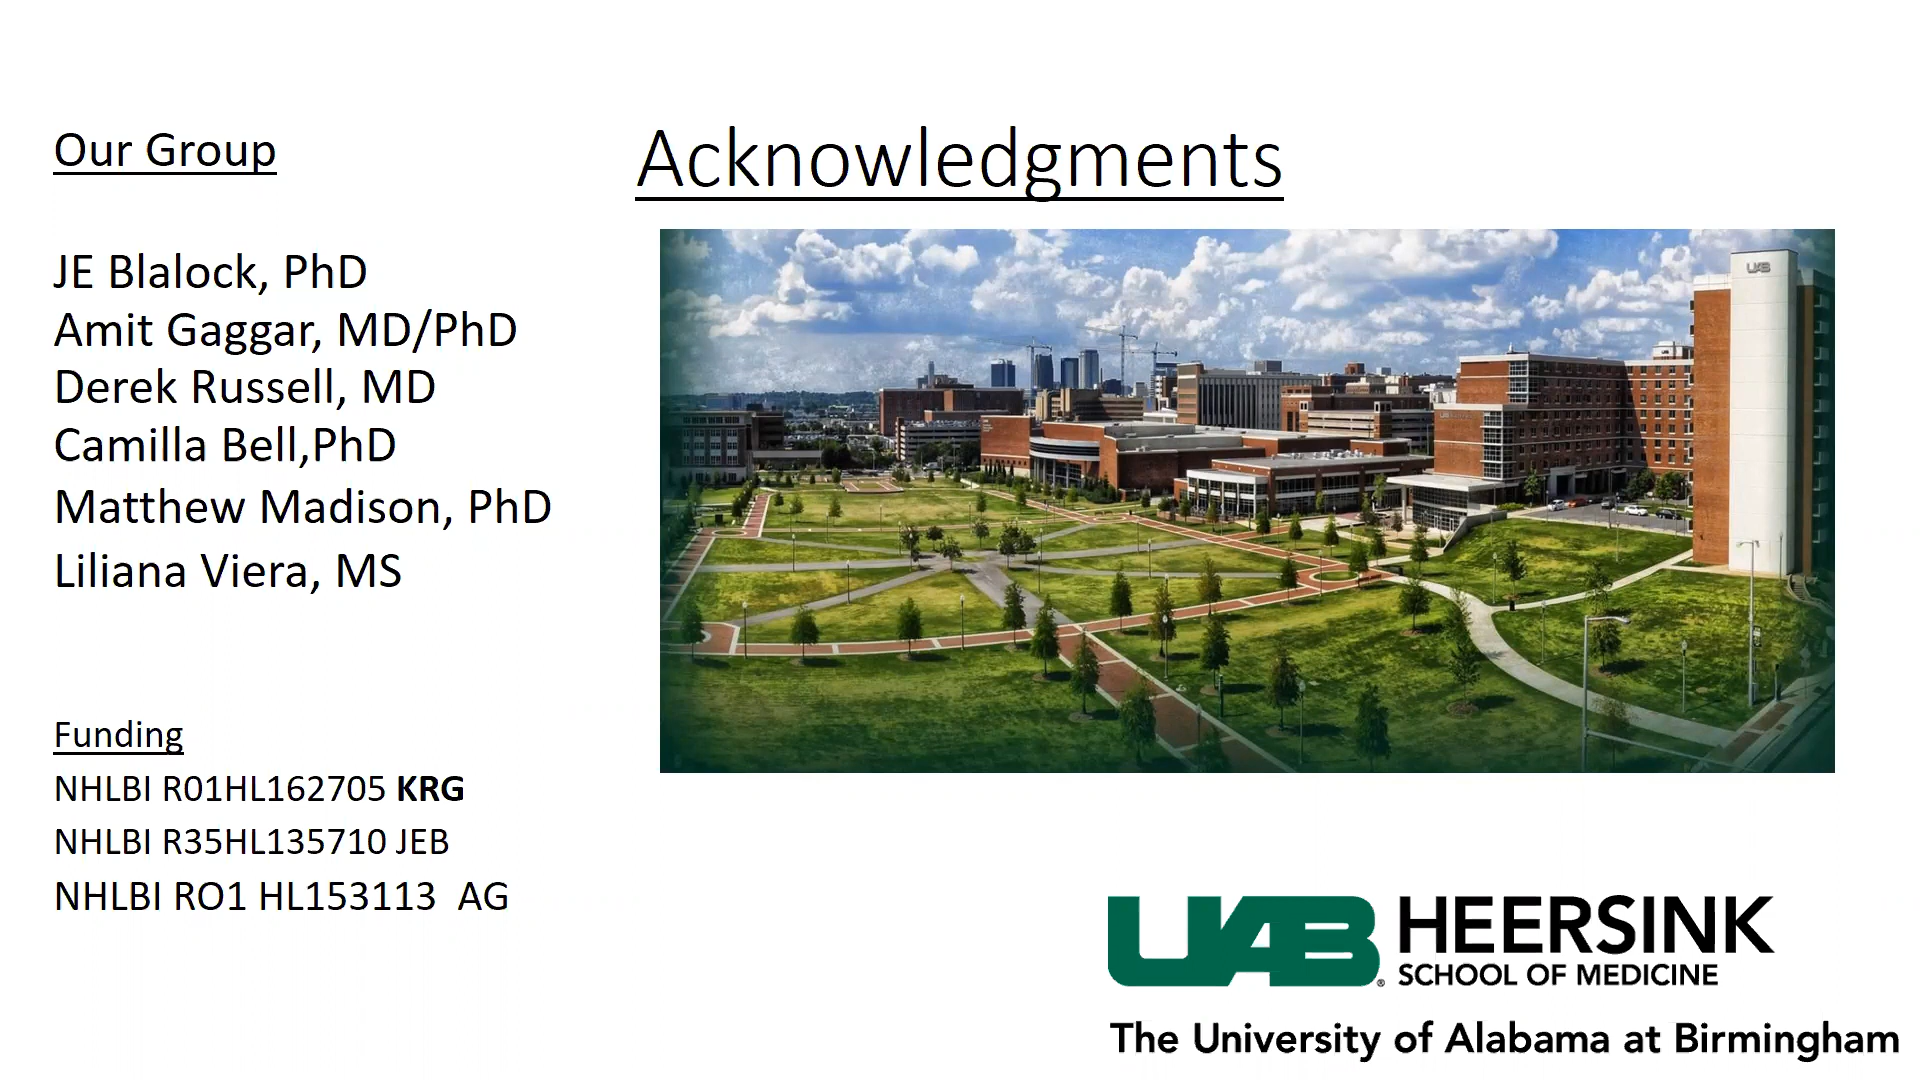 Acknowledgments
Our Group
JE Blalock, PhD
Amit Gaggar, MD/PhD
Derek Russell, MD
Camilla Bell,PhD
Matthew Madison, PhD
Liliana Viera, MS
Funding
NHLBI R01HL162705 KRG
NHLBI R35HL135710 JEB
NHLBI RO1 HL153113  AG
UAB
UAB® HEERSINK
SCHOOL OF MEDICINE
The University of Alabama at Birmingham